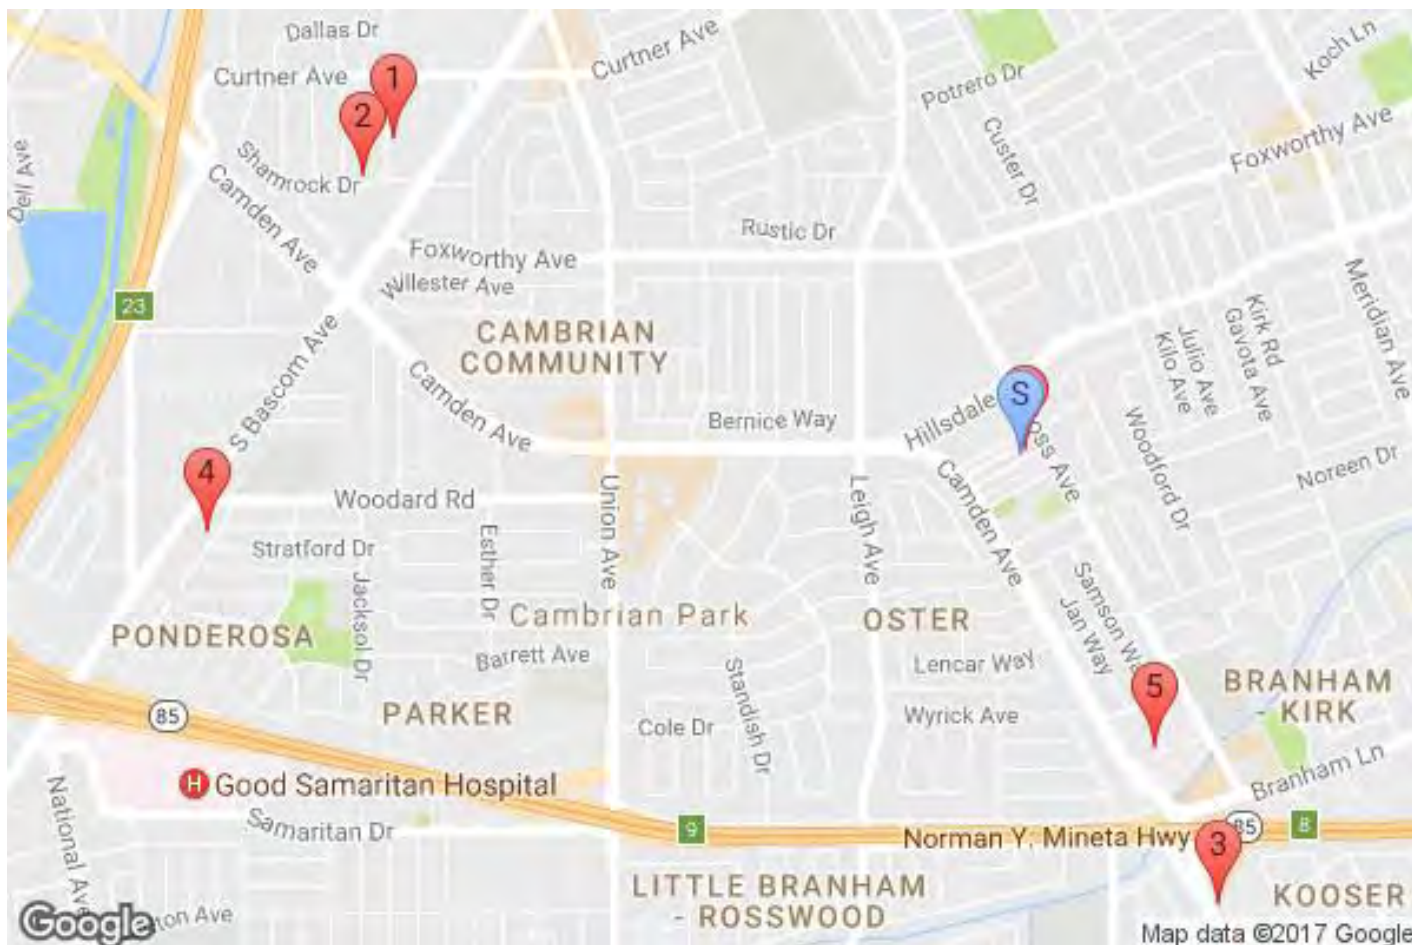 Dallas Dr
Curtner Ave
Curtner Ave
1
2
Koch Ln
Potrero Dr
Custer Dr
Foxworthy Ave
Dell Ave
Shamrock Dr
Camden Ave
Rustic Dr
Foxworthy Ave
Willester Ave
23
Meridian Ave
Kirk Rd
Gavota Ave
Julio Ave
Kilo Ave
CAMBRIAN
COMMUNITY
S Bascom Ave
Camden Ave
Bernice Way
Hillsdale
S
Ross Ave
Woodford Dr
Noreen Dr
4
Woodard Rd
Union Ave
Leigh Ave
Camden Ave
Stratford Dr
Esther Dr
Jacksol Dr
Cambrian Park
OSTER
Samson Wa
Jan Way
PONDEROSA
Barrett Ave
Standish Dr
Lencar Way
5
BRANHAM
- KIRK
85
PARKER
Cole Dr
Wyrick Ave
Branham Ln
H
Good Samaritan Hospital
National Ave
Samaritan Dr
9
Norman Y. Mineta Hwy
85
8
3
LITTLE BRANHAM
- ROSSWOOD
KOOSER
Google
ton Ave
Map data ©2017 Google